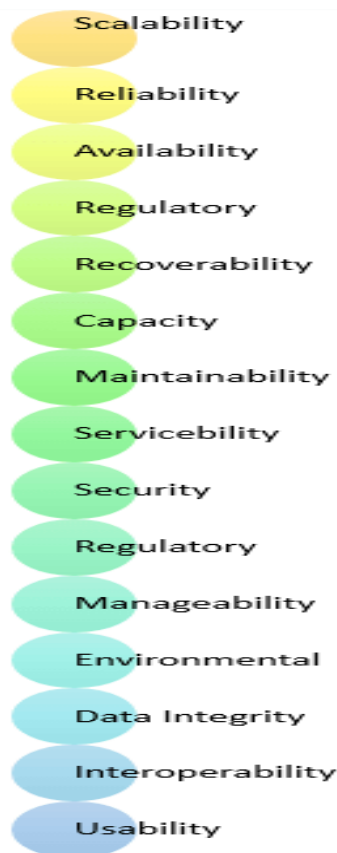 Scalability
Reliability
Availability
Regulatory
Recoverability
Capacity
Maintainability
Servicebility
Security
Regulatory
Manageability
Environmental
Data Integrity
Interoperability
Usability